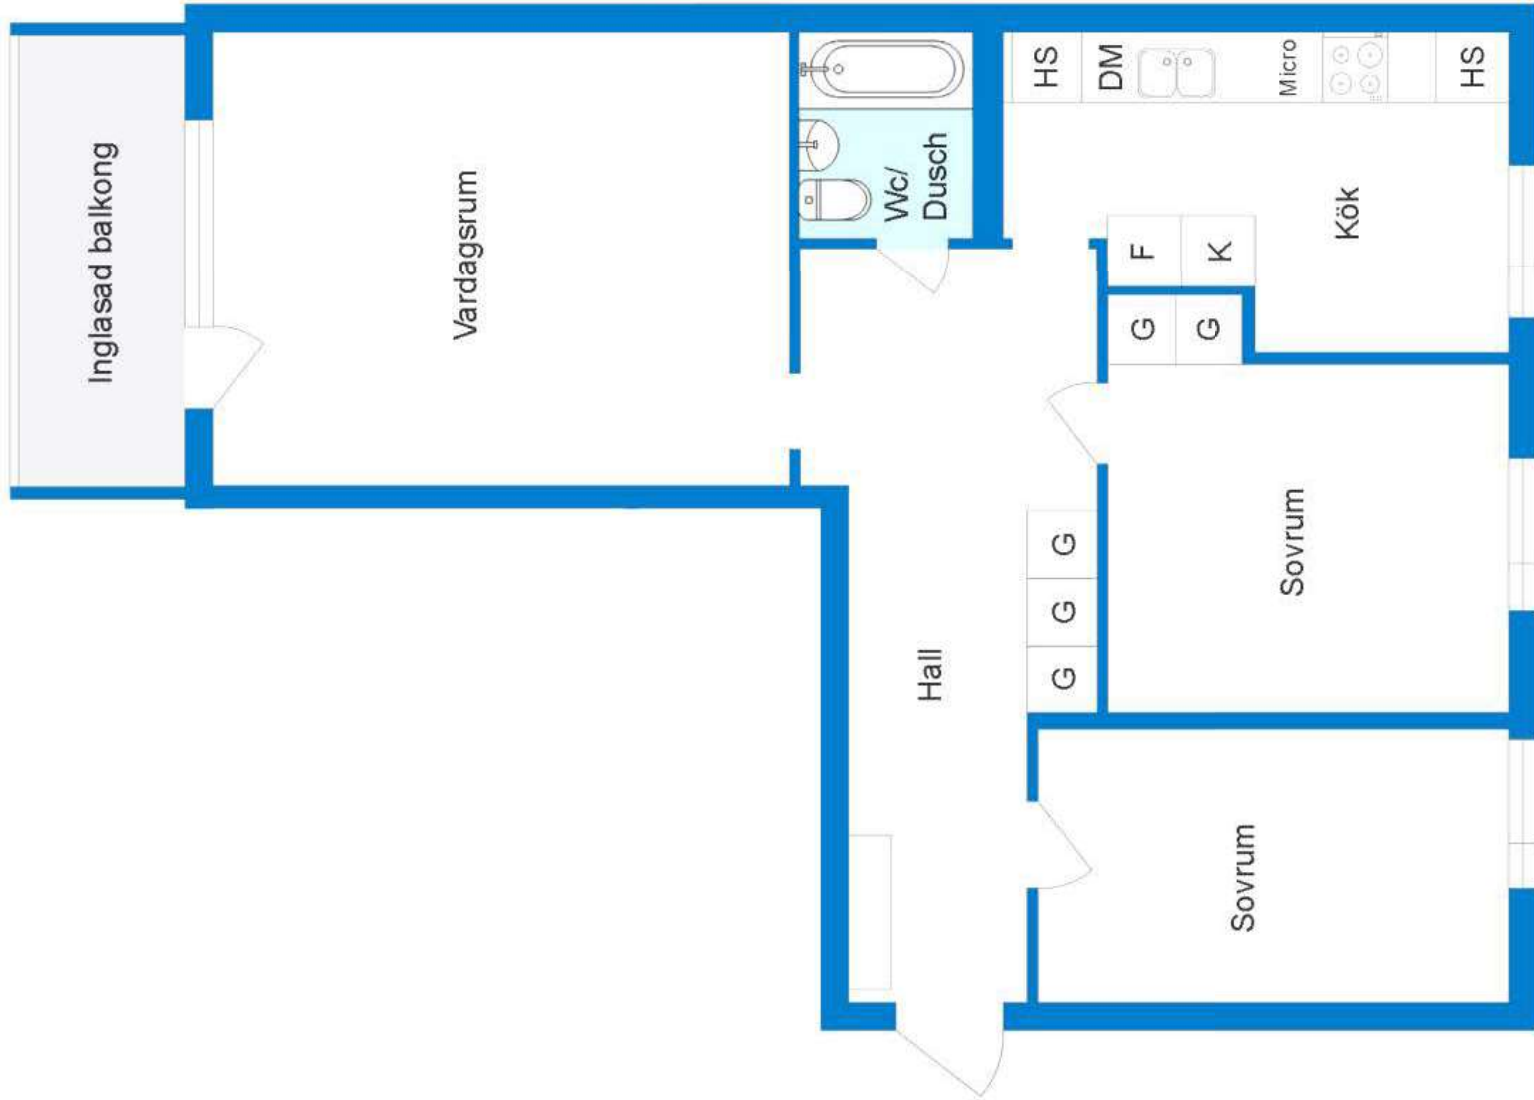 Inglasad balkong
Vardagsrum
Wc/
Dusch
HS
DM
Micro
HS
Kök
F
K
G
G
Sovrum
G
G
G
Hall
Sovrum